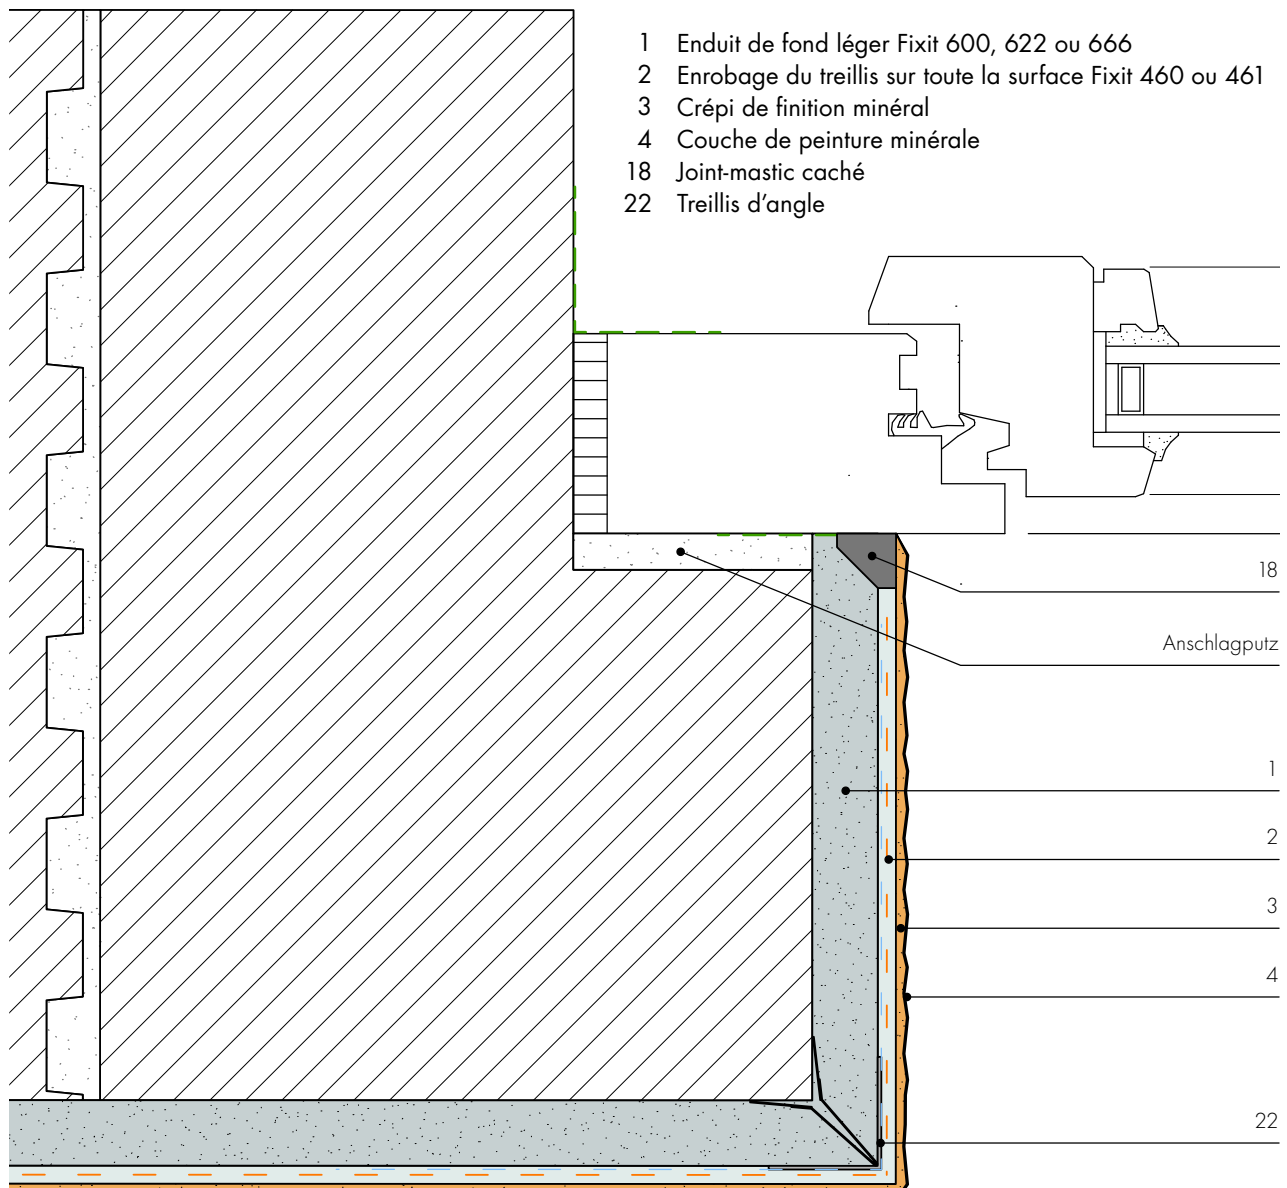 1 Enduit de fond léger Fixit 600, 622 ou 666
2 Enrobage du treillis sur toute la surface Fixit 460 ou 461
3 Crépi de finition minéral
4 Couche de peinture minérale
18 Joint-mastic caché
22 Treillis d'angle
18
Anschlagputz
1
2
3
4
22